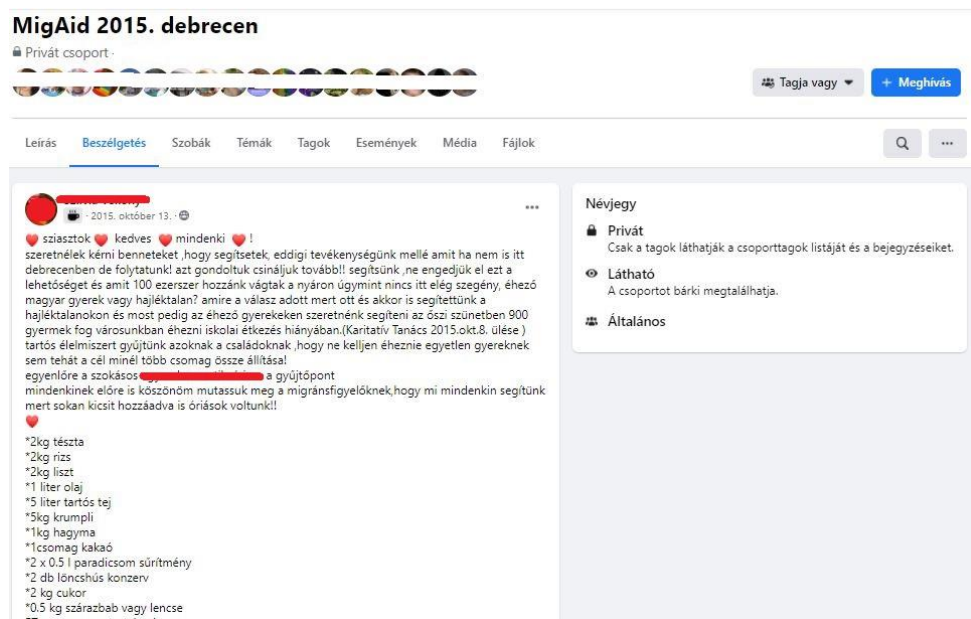 MigAid 2015. debrecen
Privát csoport ·
Tagja vagy
+ Meghívás
Leírás Beszélgetés Szobák Témák Tagok Események Média Fájlok
· 2015. október 13. ·
sziasztok kedves mindenki !
szeretnélek kérni benneteket ,hogy segítsetek, eddigi tevékenységünk mellé amit ha nem is itt
debrecenben de folytatunk! azt gondoltuk csináljuk tovább!! segítsünk ,ne engedjük el ezt a
lehetőséget és amit 100 ezerszer hozzánk vágtak a nyáron úgymint nincs itt elég szegény, éhező
magyar gyerek vagy hajléktalan? amire a válasz adott mert ott és akkor is segítettünk a
hajléktalanokon és most pedig az éhező gyerekeken szeretnénk segíteni az őszi szünetben 900
gyermek fog városunkban éhezni iskolai étkezés hiányában.(Karitatív Tanács 2015.okt.8. ülése )
tartós élelmiszert gyűjtünk azoknak a családoknak ,hogy ne kelljen éheznie egyetlen gyereknek
sem tehát a cél minél több csomag össze állítása!
egyenlőre a szokásos a gyűjtőpont
mindenkinek előre is köszönöm mutassuk meg a migránsfigyelőknek,hogy mi mindenkin segítünk
mert sokan kicsit hozzáadva is óriások voltunk!!
*2kg tészta
*2kg rizs
*2kg liszt
*1 liter olaj
*5 liter tartós tej
*5kg krumpli
*1kg hagyma
*1csomag kakaó
*2 x 0.5 l paradicsom sűrítmény
*2 db löncshús konzerv
*2 kg cukor
*0.5 kg szárazbab vagy lencse
Névjegy
Privát
Csak a tagok láthatják a csoporttagok listáját és a bejegyzéseiket.
Látható
A csoportot bárki megtalálhatja.
Általános